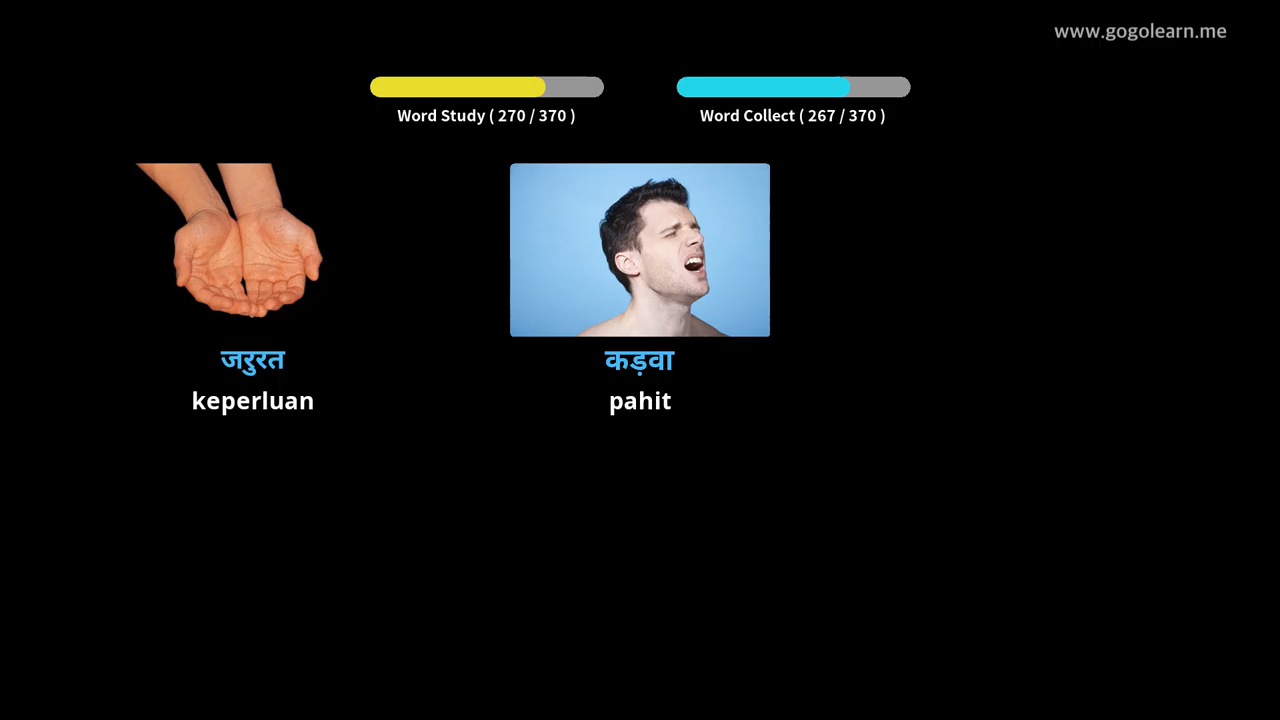 www.gogolearn.me
Word Study ( 270 / 370 )
Word Collect ( 267 / 370 )
जरुरत
keperluan
कड़वा
pahit